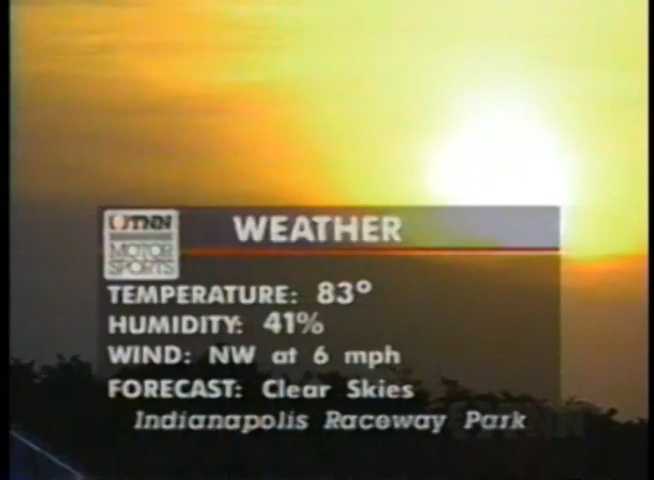 TNN
MOTOR
SPORTS
WEATHER
TEMPERATURE: 83°
HUMIDITY: 41%
WIND: NW at 6 mph
FORECAST: Clear Skies
Indianapolis Raceway Park
TNN